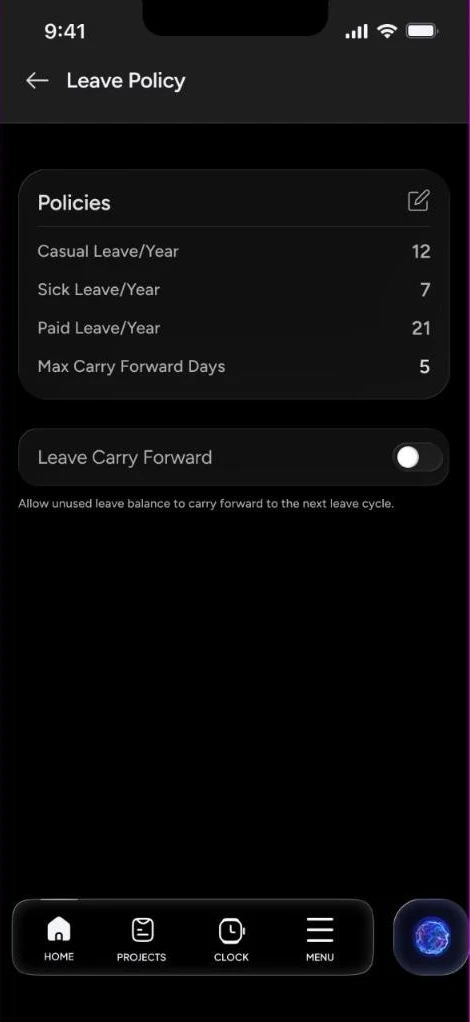 9:41
Leave Policy
Policies
Casual Leave/Year 12
Sick Leave/Year 7
Paid Leave/Year 21
Max Carry Forward Days 5
Leave Carry Forward
Allow unused leave balance to carry forward to the next leave cycle.
HOME PROJECTS CLOCK MENU